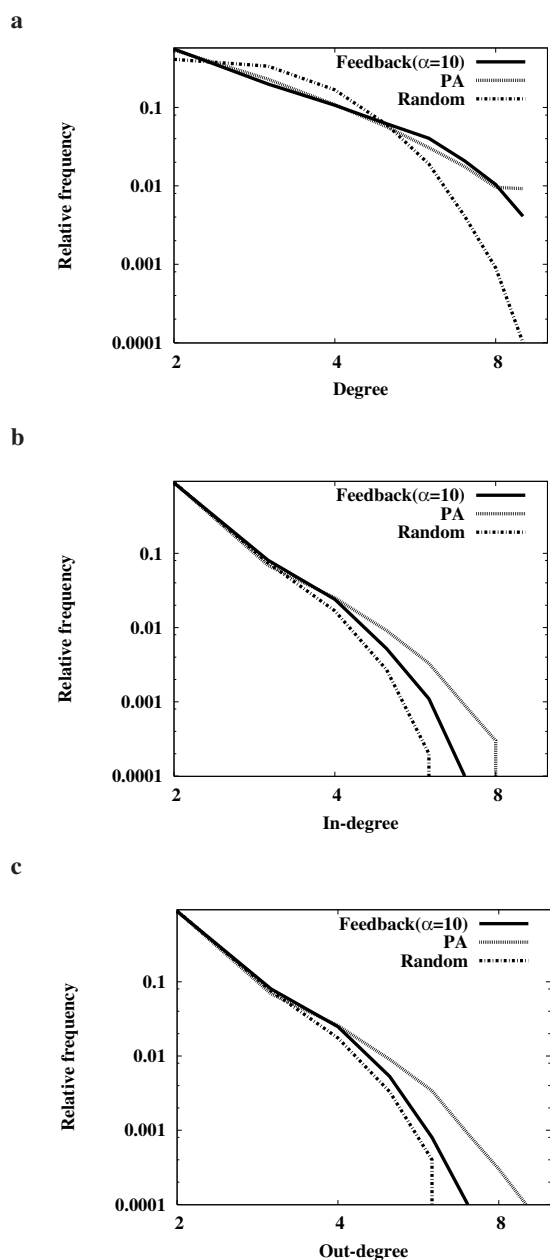 a
Feedback(α=10)
PA
Random
Relative frequency
0.1
0.01
0.001
0.0001
2
4
8
Degree
b
Feedback(α=10)
PA
Random
Relative frequency
0.1
0.01
0.001
0.0001
2
4
8
In-degree
c
Feedback(α=10)
PA
Random
Relative frequency
0.1
0.01
0.001
0.0001
2
4
8
Out-degree